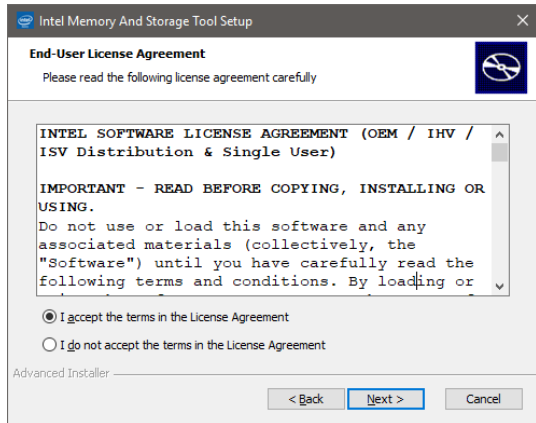 Intel Memory And Storage Tool Setup
End-User License Agreement
Please read the following license agreement carefully
INTEL SOFTWARE LICENSE AGREEMENT (OEM / IHV /
ISV Distribution & Single User)
IMPORTANT - READ BEFORE COPYING, INSTALLING OR
USING.
Do not use or load this software and any
associated materials (collectively, the
"Software") until you have carefully read the
following terms and conditions. By loading or
I accept the terms in the License Agreement
I do not accept the terms in the License Agreement
Advanced Installer
< Back Next > Cancel